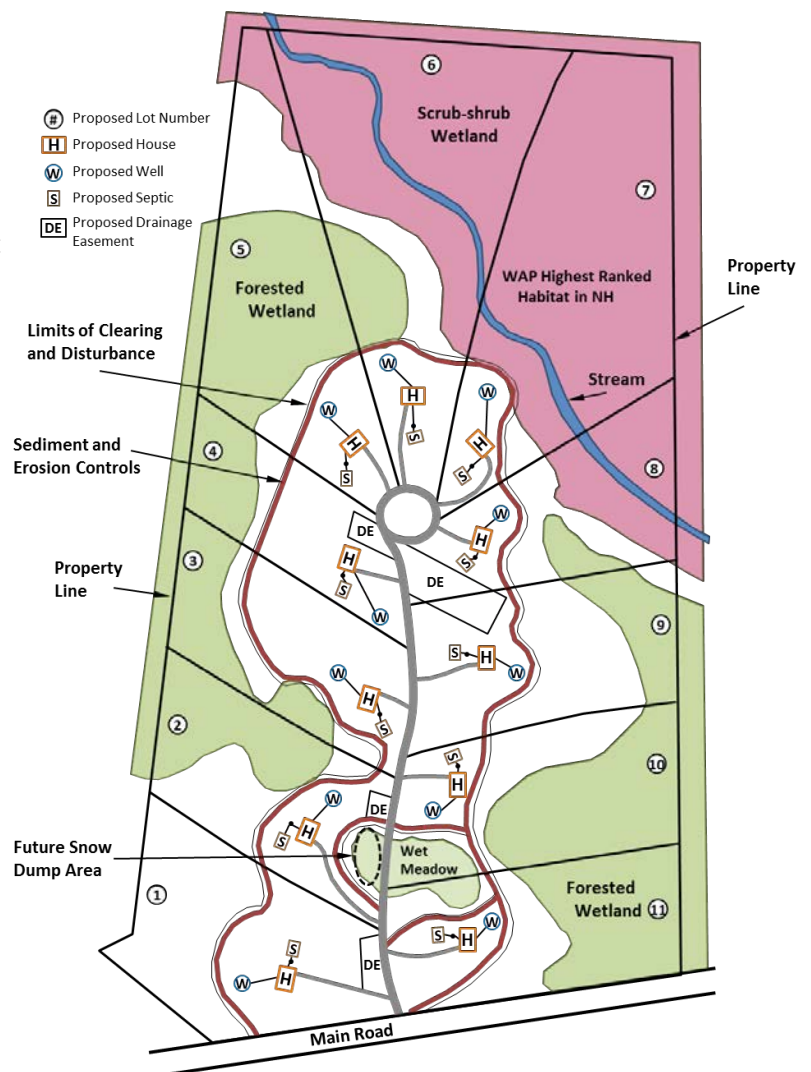 # Proposed Lot Number
H Proposed House
W Proposed Well
S Proposed Septic
DE Proposed Drainage
Easement
6
Scrub-shrub
Wetland
7
WAP Highest Ranked
Habitat in NH
Property
Line
5
Forested
Wetland
Limits of Clearing
and Disturbance
Stream
W
H
S
W
H
S
W
H
S
4
8
Sediment and
Erosion Controls
DE
W
H
S
3
H
S
W
DE
Property
Line
9
S
H
W
W
H
S
2
10
S
H
W
DE
W
H
S
Future Snow
Dump Area
Wet
Meadow
1
Forested
Wetland
11
W
S
H
DE
S
W
H
Main Road